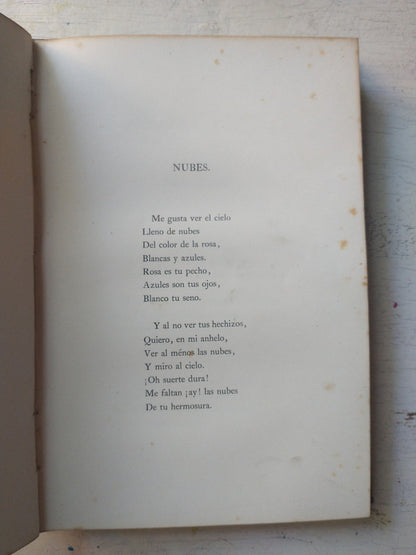 NUBES.
Me gusta ver el cielo
Lleno de nubes
Del color de la rosa,
Blancas y azules.
Rosa es tu pecho,
Azules son tus ojos,
Blanco tu seno.
Y al no ver tus hechizos,
Quiero, en mi anhelo,
Ver al ménos las nubes,
Y miro al cielo.
¡Oh suerte dura!
Me faltan ¡ay! las nubes
De tu hermosura.